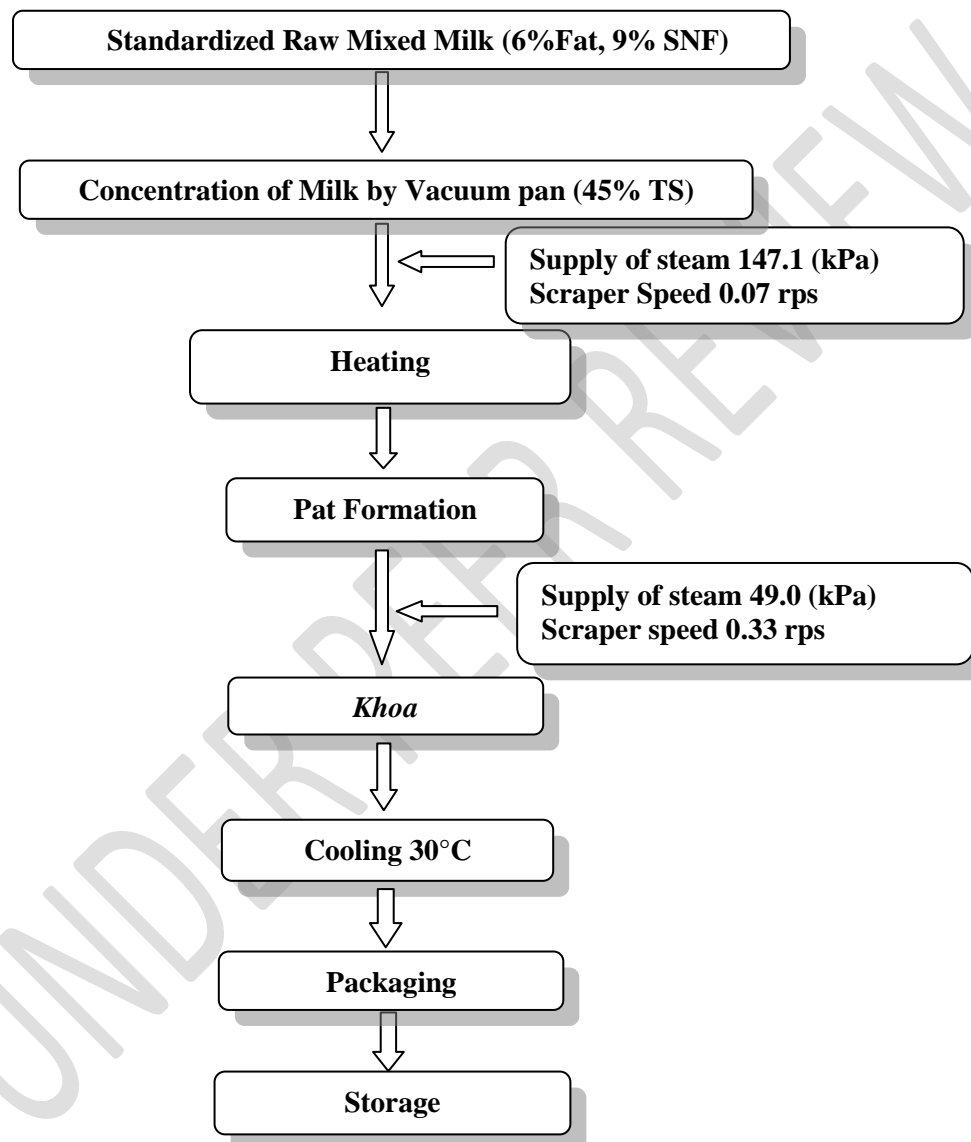 Standardized Raw Mixed Milk (6%Fat, 9% SNF)
Concentration of Milk by Vacuum pan (45% TS)
Supply of steam 147.1 (kPa)
Scraper Speed 0.07 rps
Heating
Pat Formation
Supply of steam 49.0 (kPa)
Scraper speed 0.33 rps
Khoa
Cooling 30°C
Packaging
Storage
UNDER PEER REVIEW